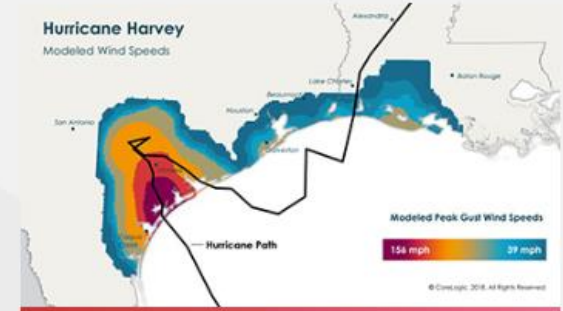 Hurricane Harvey
Modeled Wind Speeds
Alexandria
Lake Charles
Baton Rouge
Beaumont
Houston
San Antonio
Galveston
Modeled Peak Gust Wind Speeds
156 mph
39 mph
Hurricane Path
© CoreLogic, 2018. All Rights Reserved